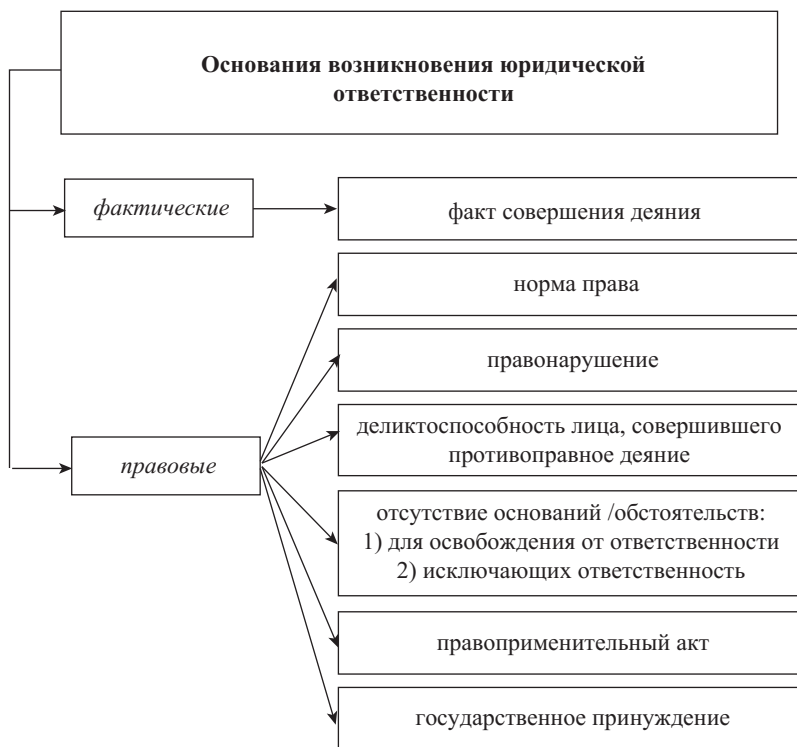 Основания возникновения юридической
ответственности
фактические
факт совершения деяния
норма права
правонарушение
деликтоспособность лица, совершившего
противоправное деяние
правовые
отсутствие оснований /обстоятельств:
1) для освобождения от ответственности
2) исключающих ответственность
правоприменительный акт
государственное принуждение